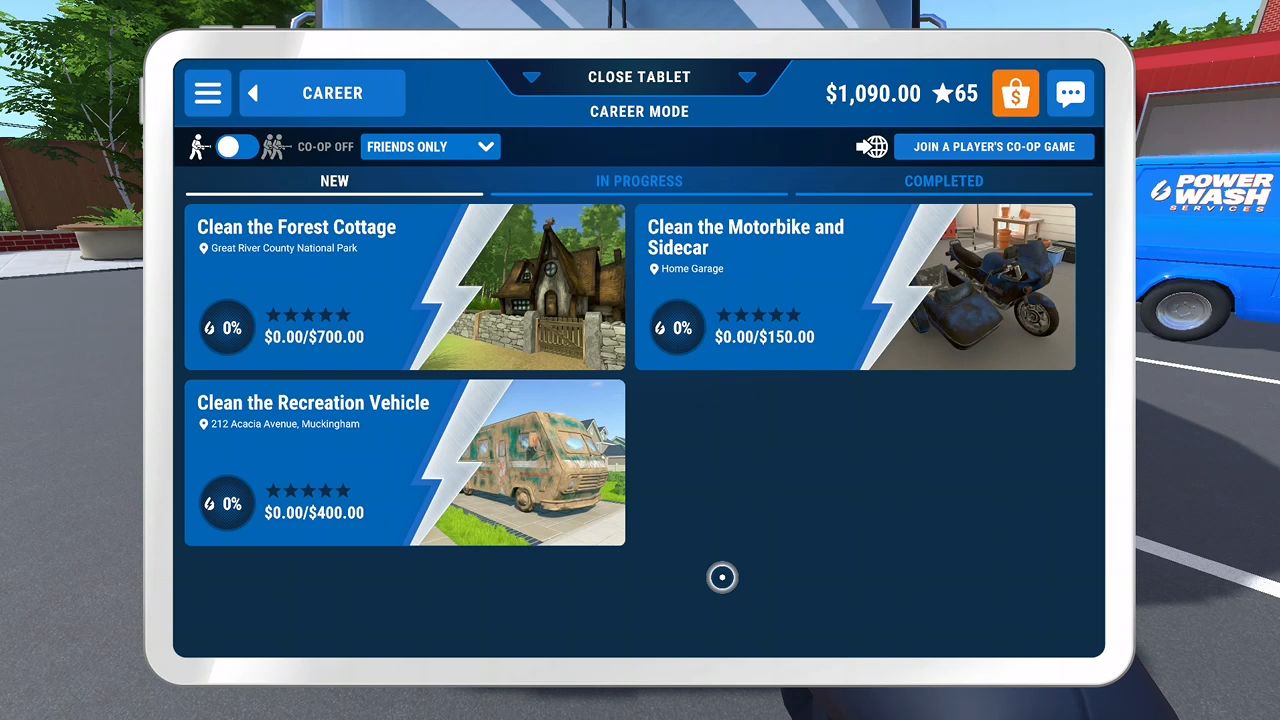 CLOSE TABLET
CAREER
$1,090.00 ★65
CAREER MODE
CO-OP OFF
FRIENDS ONLY
JOIN A PLAYER'S CO-OP GAME
NEW
IN PROGRESS
COMPLETED
Clean the Forest Cottage
Great River County National Park
0%
$0.00/$700.00
Clean the Motorbike and
Sidecar
Home Garage
0%
$0.00/$150.00
Clean the Recreation Vehicle
212 Acacia Avenue, Muckingham
0%
$0.00/$400.00
POWER
WASH
SERVICES